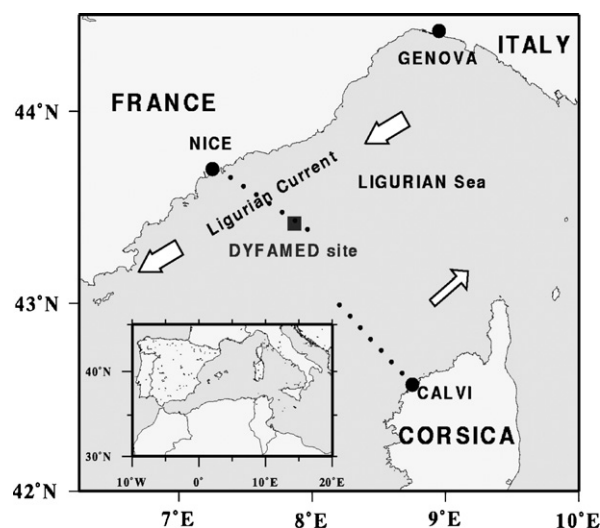 ITALY
GENOVA
FRANCE
44°N
NICE
LIGURIAN Sea
Ligurian Current
DYFAMED site
43°N
40°N
CALVI
CORSICA
30°N
10°W 0° 10°E 20°E
42°N
7°E 8°E 9°E 10°E